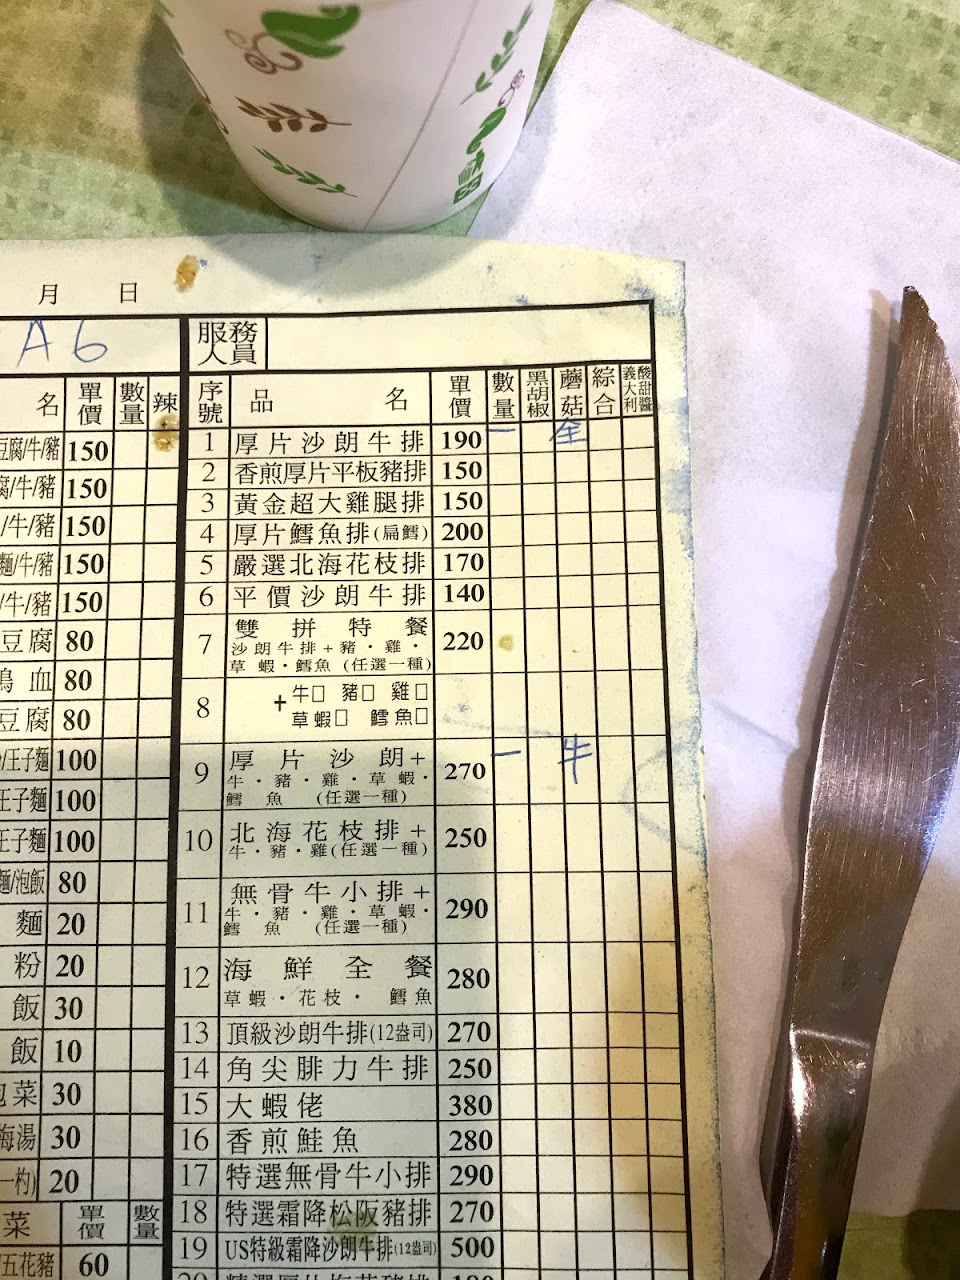 月 日
A6
服務人員
名 單價 數量 辣
豆腐/牛/豬 150
腐/牛/豬 150
/牛/豬 150
麵/牛/豬 150
/牛/豬 150
豆腐 80
鴨血 80
豆腐 80
/王子麵 100
王子麵 100
王子麵 100
麵/泡飯 80
麵 20
粉 20
飯 30
飯 10
泡菜 30
梅湯 30
一杓) 20
菜 單價 數量
/五花豬 60
序號 品名 單價 數量 黑胡椒 蘑菇 綜合 義大利 酸甜醬
1 厚片沙朗牛排 190 一 全
2 香煎厚片平板豬排 150
3 黃金超大雞腿排 150
4 厚片鱈魚排(扁鱈) 200
5 嚴選北海花枝排 170
6 平價沙朗牛排 140
7 雙拼特餐 220
沙朗牛排+豬・雞・
草蝦・鱈魚(任選一種)
8 +牛□ 豬□ 雞□
草蝦□ 鱈魚□
9 厚片沙朗+ 270 一 牛
牛・豬・雞・草蝦・
鱈魚 (任選一種)
10 北海花枝排+ 250
牛・豬・雞(任選一種)
11 無骨牛小排+ 290
牛・豬・雞・草蝦・
鱈魚 (任選一種)
12 海鮮全餐 280
草蝦・花枝・鱈魚
13 頂級沙朗牛排(12盎司) 270
14 角尖腓力牛排 250
15 大蝦佬 380
16 香煎鮭魚 280
17 特選無骨牛小排 290
18 特選霜降松阪豬排 270
19 US特級霜降沙朗牛排(12盎司) 500